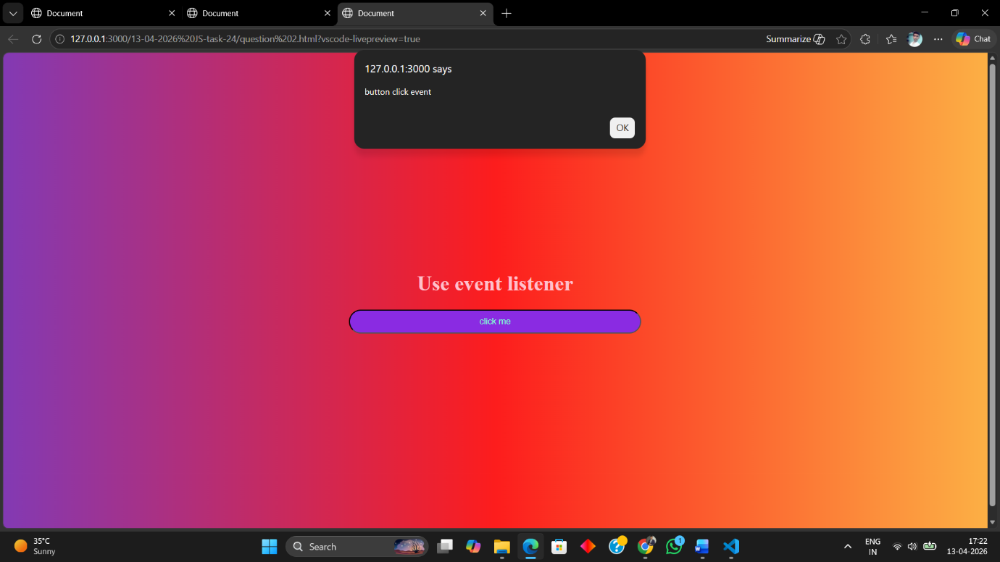 Document
Document
Document
127.0.0.1:3000/13-04-2026%20JS-task-24/question%202.html?vscode-livepreview=true
Summarize
Chat
127.0.0.1:3000 says
button click event
OK
Use event listener
click me
35°C
Sunny
Search
1
ENG
IN
17:22
13-04-2026